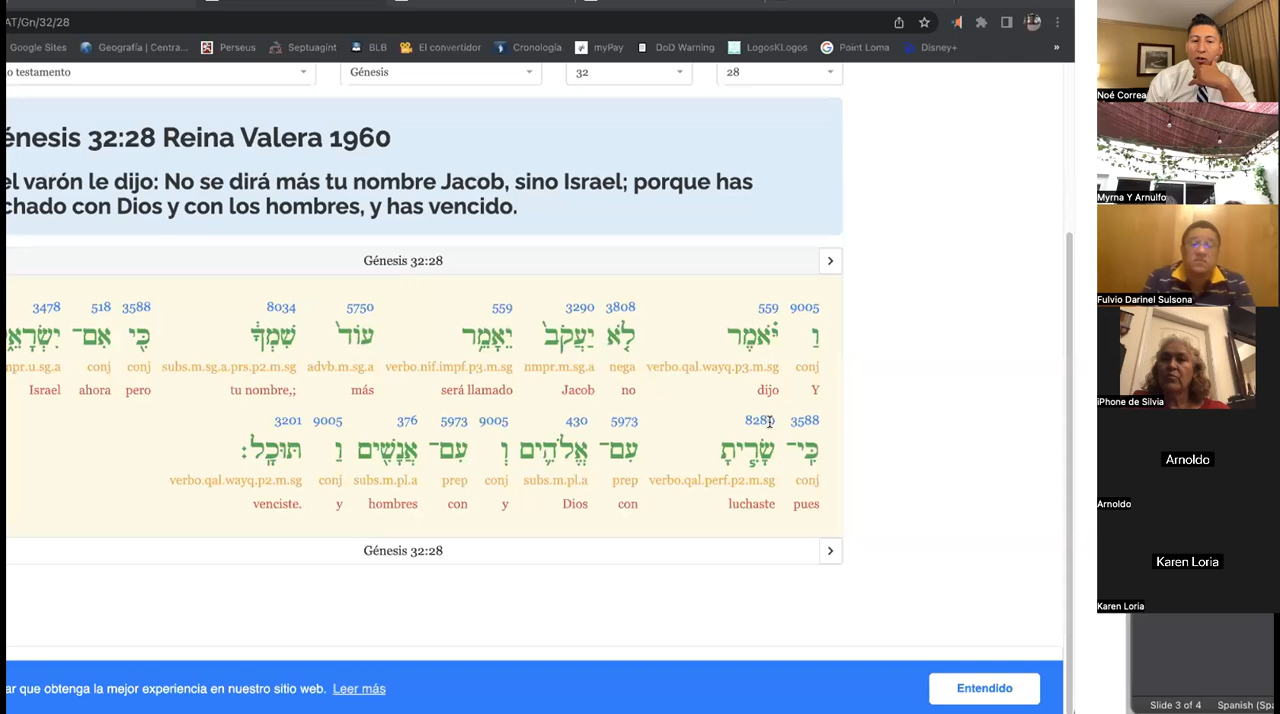 AT/Gn/32/28
Google Sites Geografía (Centra... Perseus Septuagint BLB El convertidor Cronología myPay DoD Warning LogosKLogos Point Loma Disney+ »
o testamento Génesis 32 28
énesis 32:28 Reina Valera 1960
el varón le dijo: No se dirá más tu nombre Jacob, sino Israel; porque has
chado con Dios y con los hombres, y has vencido.
Génesis 32:28
3478 518 3588 8034 5750 559 3290 3808 559 9005
וַ יֹּ֗אמֶר לֹ֤א יַעֲקֹב֙ יֵאָמֵ֥ר עוֹד֙ שִׁמְךָ֔ כִּ֖י אִם־
mpr.u.sg.a conj conj subs.m.sg.a.prs.p2.m.sg advb.m.sg.a verbo.nif.impf.p3.m.sg nmpr.m.sg.a nega verbo.qal.wayq.p3.m.sg conj
Israel ahora pero tu nombre,; más será llamado Jacob no dijo Y
3201 9005 376 5973 9005 430 5973 3588
כִּֽי־ שָׂרִ֧יתָ עִם־ אֱלֹהִ֛ים וְ עִם־ אֲנָשִׁ֖ים וַ תּוּכָֽל׃
verbo.qal.wayq.p2.m.sg conj subs.m.pl.a prep conj subs.m.pl.a prep verbo.qal.perf.p2.m.sg conj
venciste. y hombres con y Dios con luchaste pues
Génesis 32:28
ar que obtenga la mejor experiencia en nuestro sitio web. Leer más Entendido
Noé Correa
Myrna Y Arnulfo
Fulvio Darinel Sulsona
iPhone de Silvia
Arnoldo
Arnoldo
Karen Loria
Karen Loria
Slide 3 of 4 Spanish (Spa